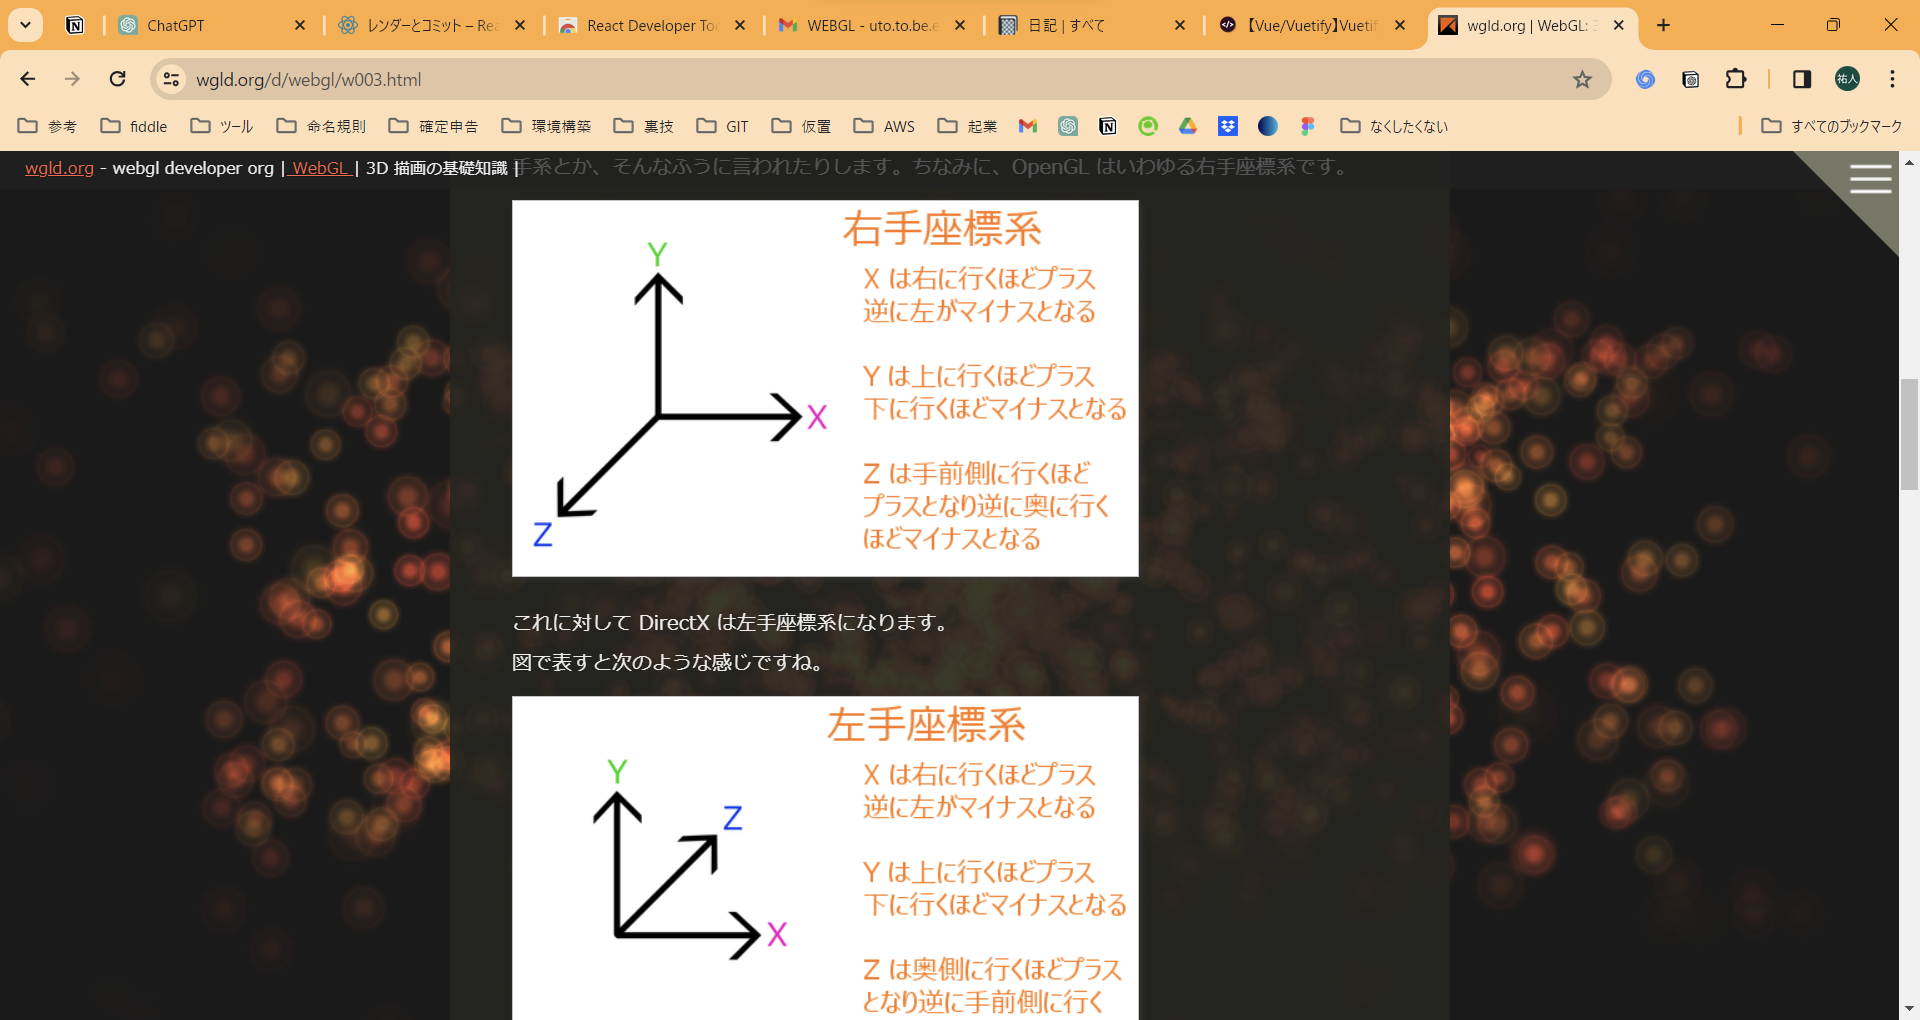 ChatGPT
レンダーとコミット – Rea
React Developer Too
WEBGL - uto.to.be.e
日記 | すべて
【Vue/Vuetify】Vuetif
wgld.org | WebGL:
wgld.org/d/webgl/w003.html
祐人
参考
fiddle
ツール
命名規則
確定申告
環境構築
裏技
GIT
仮置
AWS
起業
なくしたくない
すべてのブックマーク
wgld.org - webgl developer org | WebGL | 3D 描画の基礎知識 |
手系とか、そんなふうに言われたりします。ちなみに、OpenGL はいわゆる右手座標系です。
右手座標系
X は右に行くほどプラス
逆に左がマイナスとなる
Y は上に行くほどプラス
下に行くほどマイナスとなる
Z は手前側に行くほど
プラスとなり逆に奥に行く
ほどマイナスとなる
Y
X
Z
これに対して DirectX は左手座標系になります。
図で表すと次のような感じですね。
左手座標系
X は右に行くほどプラス
逆に左がマイナスとなる
Y は上に行くほどプラス
下に行くほどマイナスとなる
Z は奥側に行くほどプラス
となり逆に手前側に行く
Y
Z
X